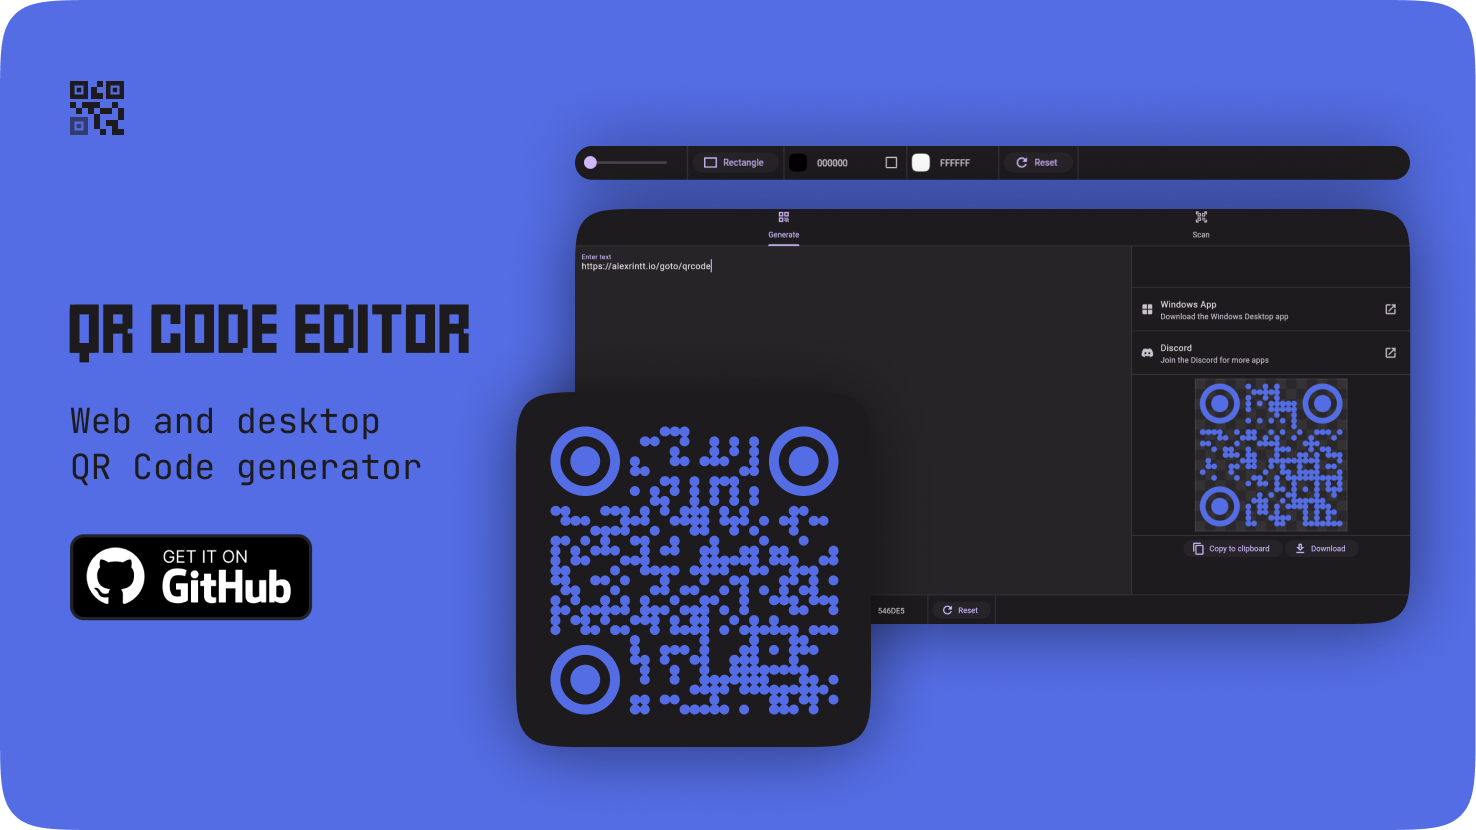 QR CODE EDITOR
Web and desktop
QR Code generator
GET IT ON
GitHub
Rectangle
000000
FFFFFF
Reset
Generate
Scan
Enter text
https://alexrintt.io/goto/qrcode
Windows App
Download the Windows Desktop app
Discord
Join the Discord for more apps
Copy to clipboard
Download
546DE5
Reset